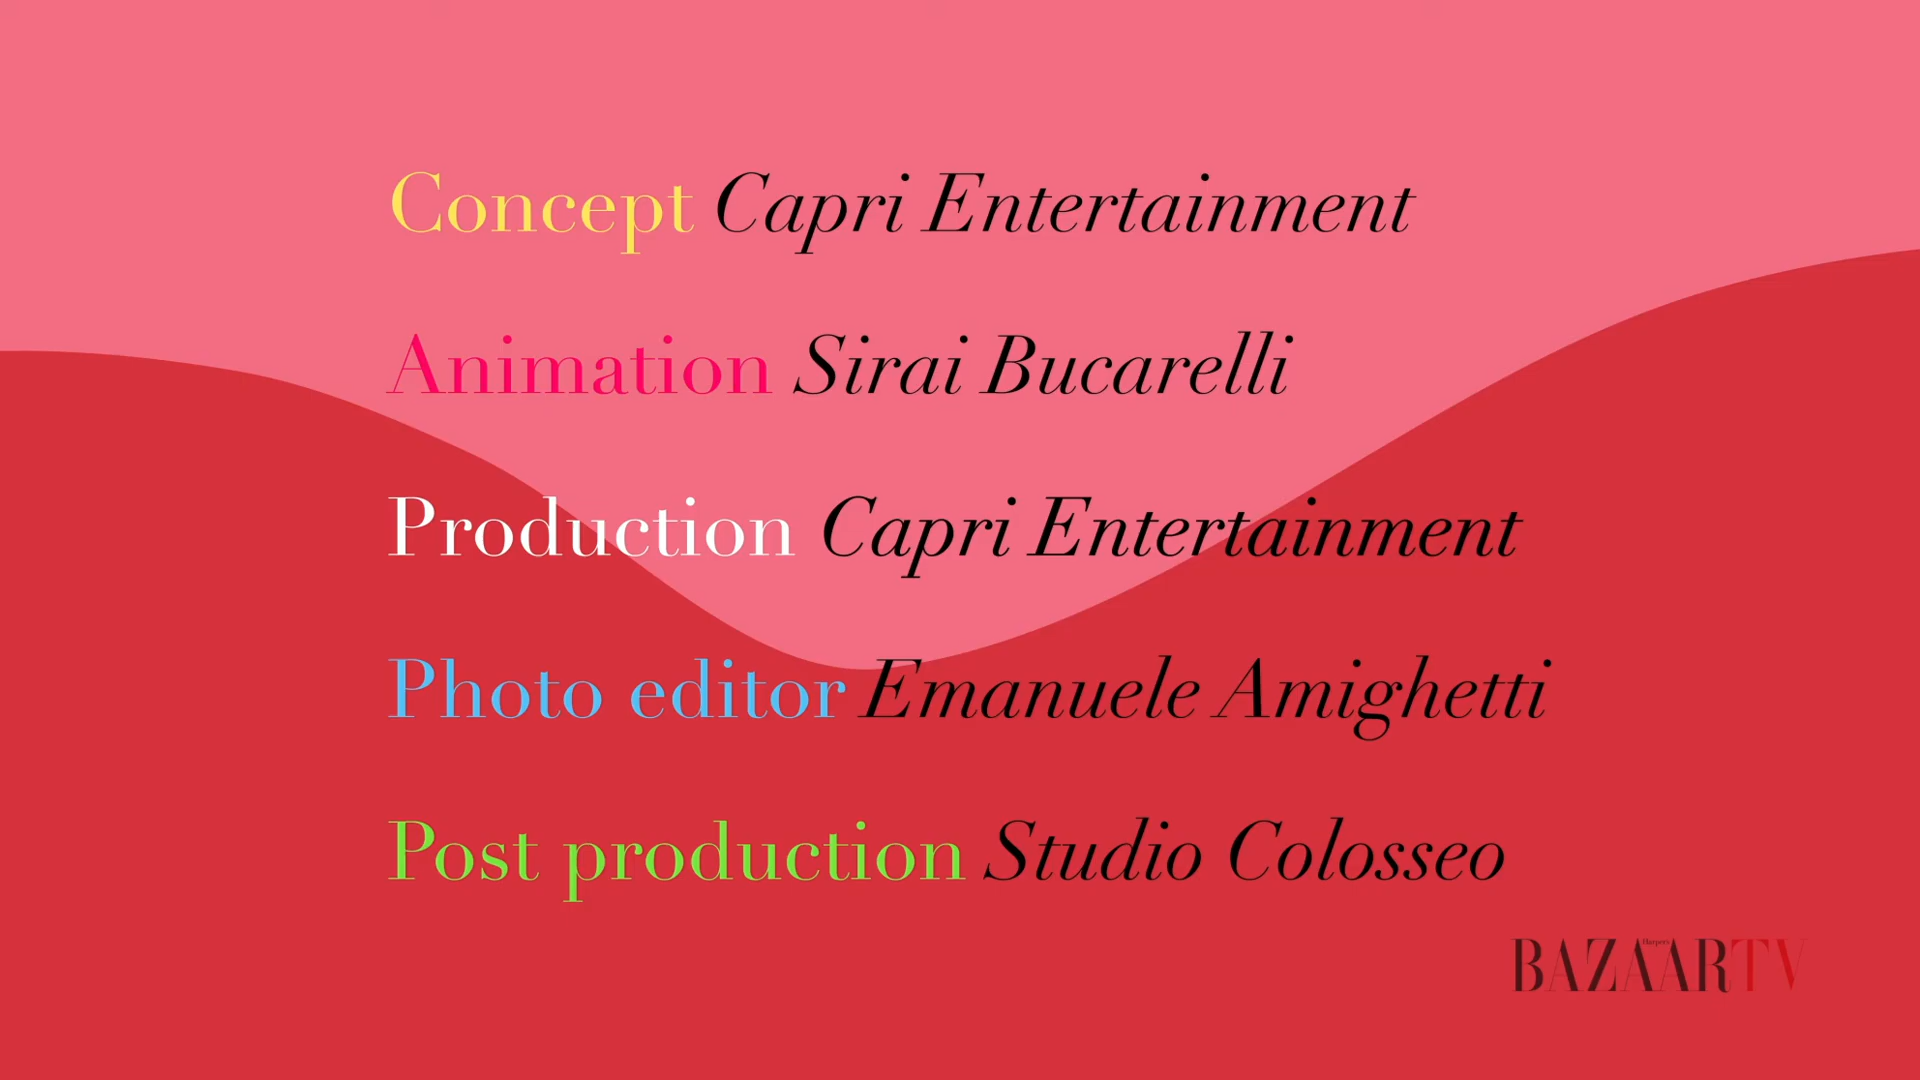 Concept Capri Entertainment
Animation Sirai Bucarelli
Production Capri Entertainment
Photo editor Emanuele Amighetti
Post production Studio Colosseo
Harper's
BAZAAR TV